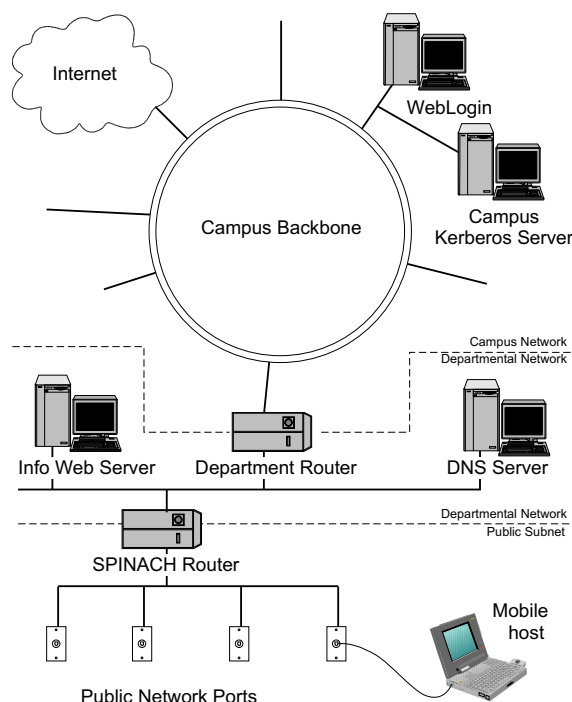 Internet
WebLogin
Campus
Kerberos Server
Campus Backbone
Campus Network
Departmental Network
Info Web Server
Department Router
DNS Server
Departmental Network
Public Subnet
SPINACH Router
Mobile
host
Public Network Ports